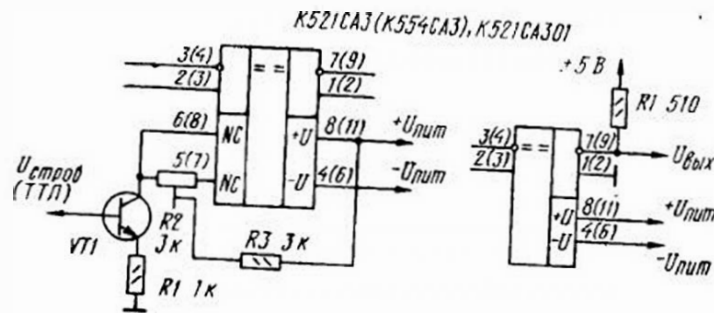 К521САЗ (К554САЗ), К521СА301
3(4)
2(3)
= =
7(9)
1(2)
6(8)
NC
+U
8(11)
+Uпит
5(7)
NC
-U
4(6)
-Uпит
Uстроб
(ТТЛ)
VT1
R2
3к
R3 3к
R1 1к
+5 В
R1 510
3(4)
2(3)
= =
7(9)
1(2)
Uвых
+U
8(11)
+Uпит
-U
4(6)
-Uпит